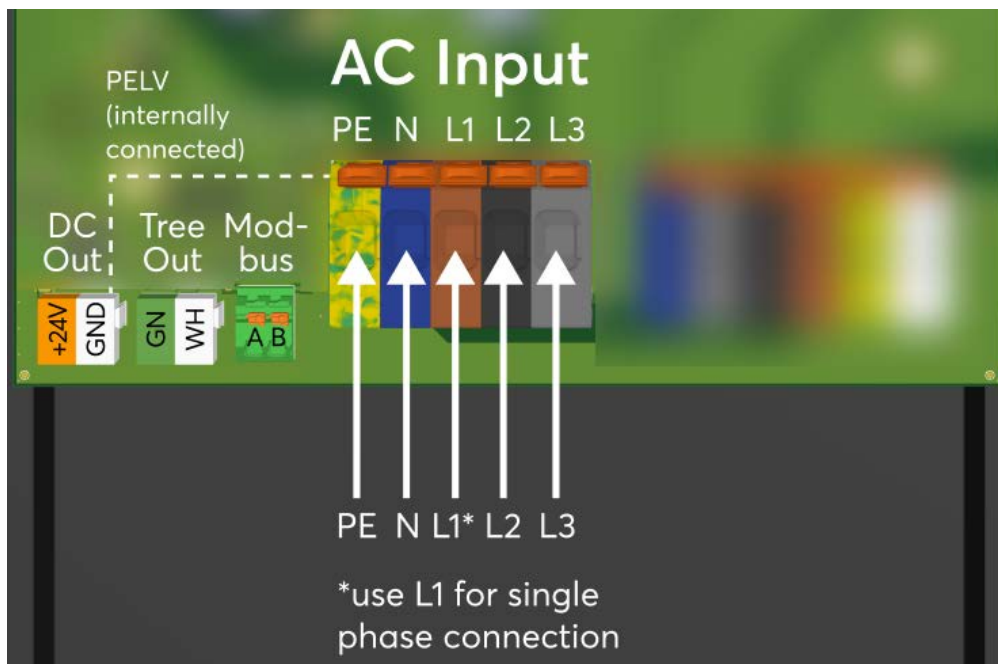 AC Input
PELV
(internally
connected)
PE N L1 L2 L3
DC
Out
Tree
Out
Mod-
bus
+24V
GND
GN
WH
A B
PE N L1* L2 L3
*use L1 for single
phase connection